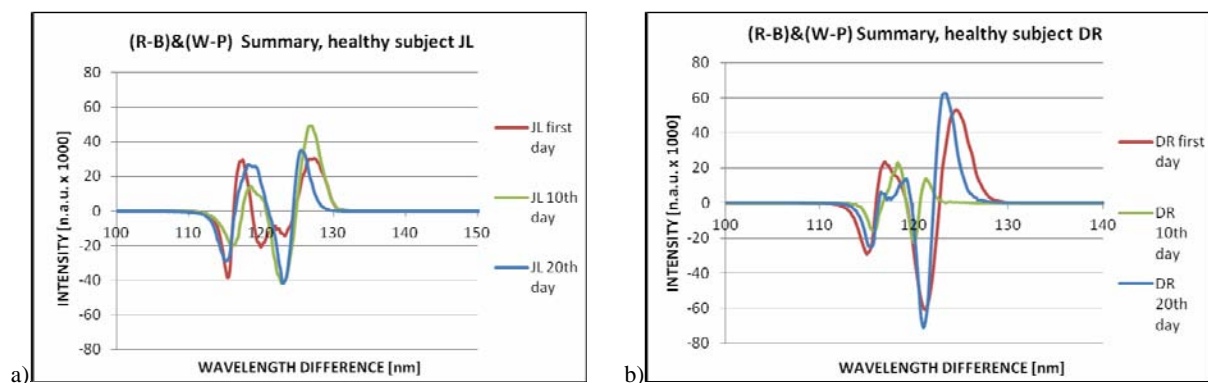 (R-B)&(W-P) Summary, healthy subject JL
INTENSITY [n.a.u. x 1000]
80
60
40
20
0
-20
-40
-60
-80
100
110
120
130
140
150
WAVELENGTH DIFFERENCE [nm]
JL first
day
JL 10th
day
JL 20th
day
a)
(R-B)&(W-P) Summary, healthy subject DR
INTENSITY [n.a.u. x 1000]
80
60
40
20
0
-20
-40
-60
-80
100
110
120
130
140
WAVELENGTH DIFFERENCE [nm]
DR first
day
DR
10th
day
DR
20th
day
b)